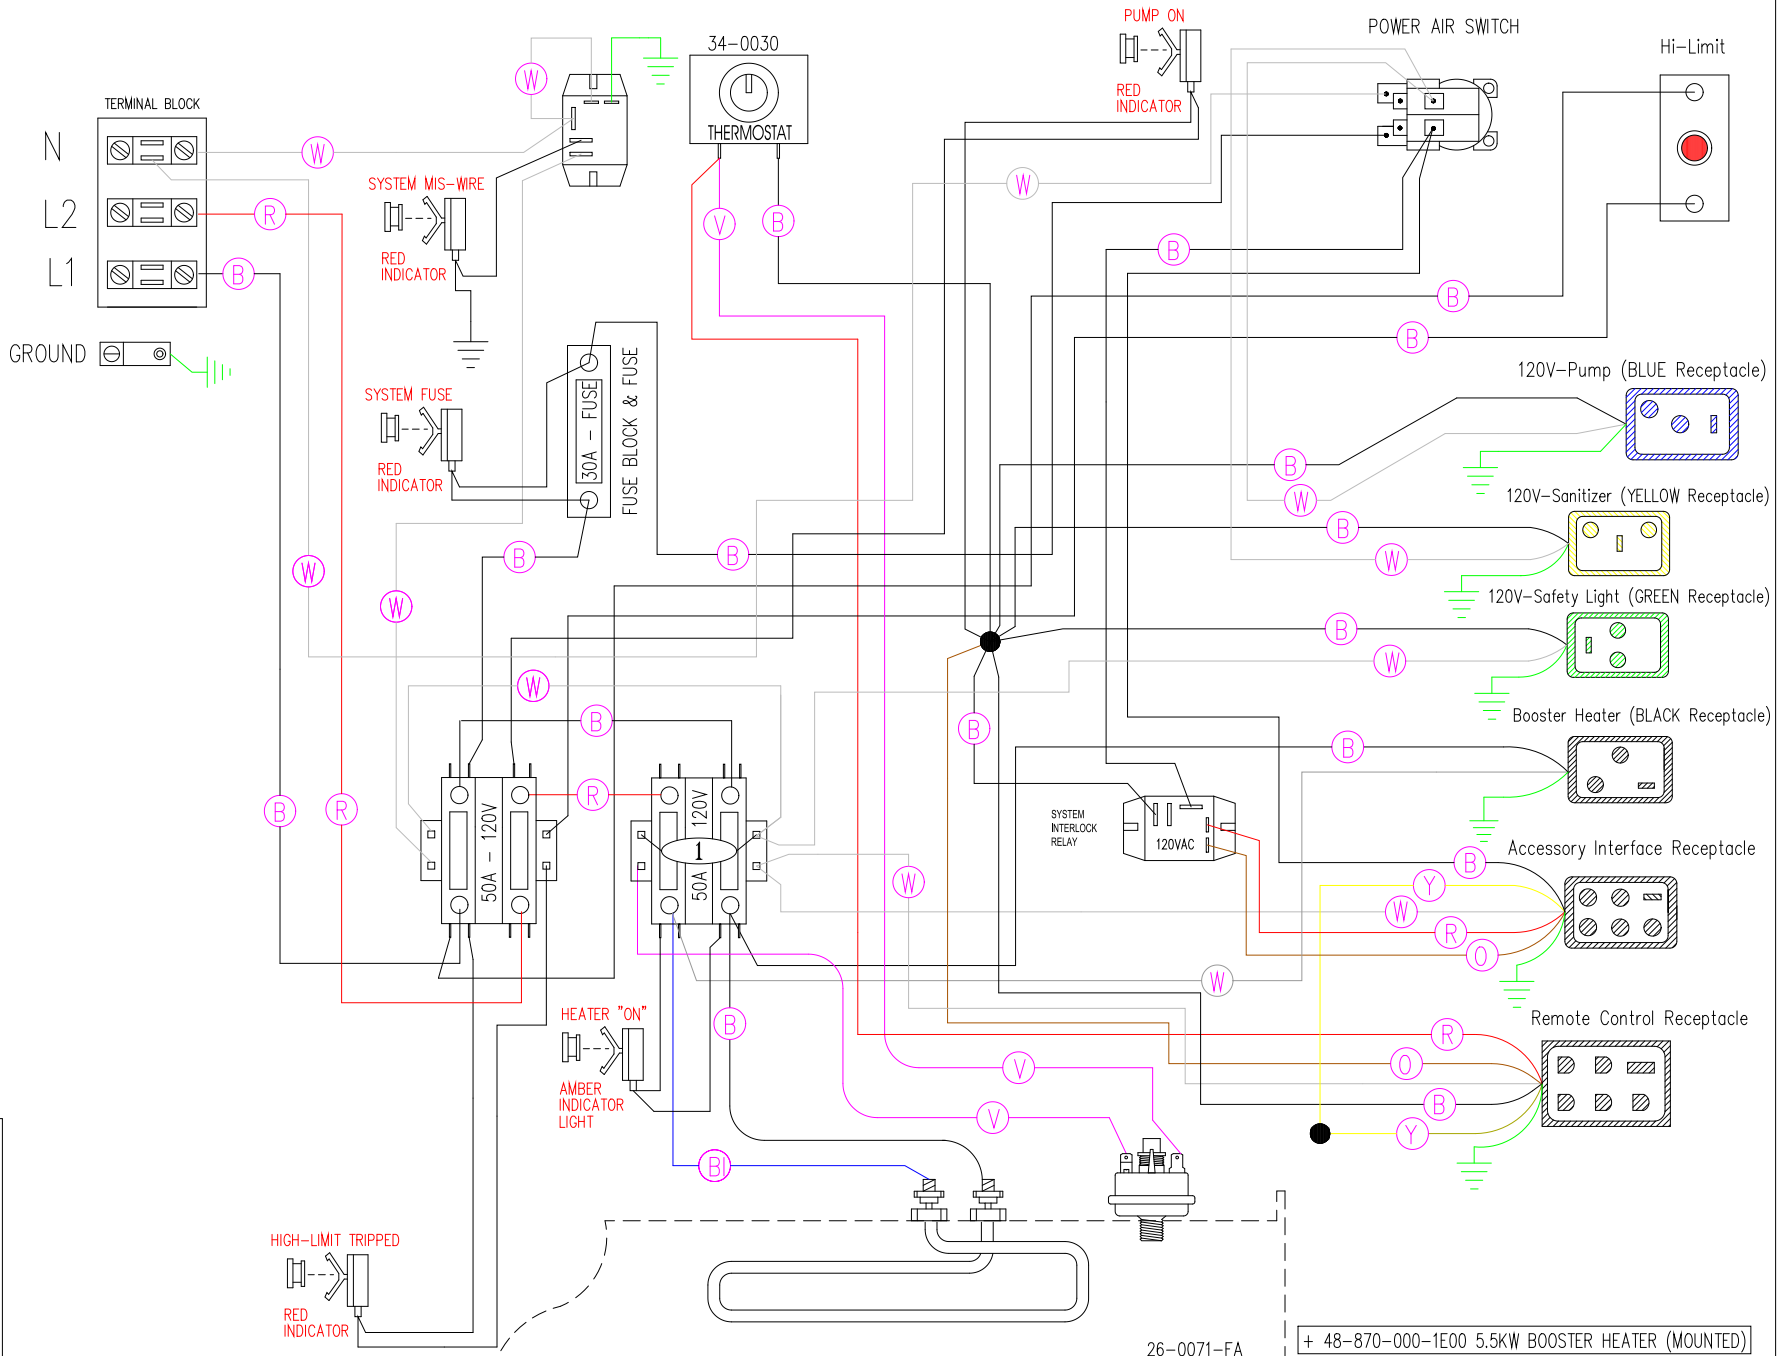 PUMP ON
POWER AIR SWITCH
34-0030
Hi-Limit
W
RED
INDICATOR
TERMINAL BLOCK
THERMOSTAT
N
W
SYSTEM MIS-WIRE
W
L2
R
V
B
RED
INDICATOR
B
L1
B
B
B
GROUND
SYSTEM FUSE
30A - FUSE
FUSE BLOCK & FUSE
120V-Pump (BLUE Receptacle)
RED
INDICATOR
B
W
120V-Sanitizer (YELLOW Receptacle)
B
B
B
W
W
W
120V-Safety Light (GREEN Receptacle)
B
W
W
B
B
Booster Heater (BLACK Receptacle)
B
R
B
R
50A - 120V
50A
120V
1
SYSTEM
INTERLOCK
RELAY
120VAC
Accessory Interface Receptacle
B
Y
W
W
R
O
W
HEATER "ON"
B
Remote Control Receptacle
R
O
V
AMBER
INDICATOR
LIGHT
B
V
Y
Bl
HIGH-LIMIT TRIPPED
RED
INDICATOR
26-0071-FA
+ 48-870-000-1E00 5.5KW BOOSTER HEATER (MOUNTED)